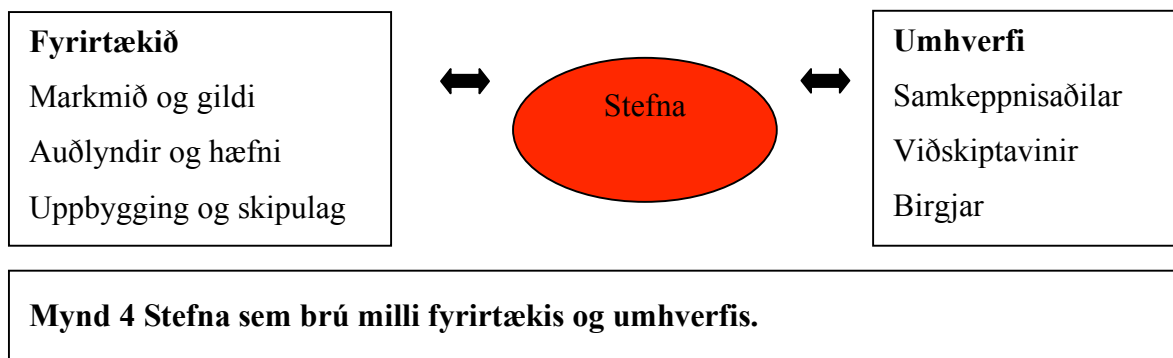 Fyrirtækið
Markmið og gildi
Auðlyndir og hæfni
Uppbygging og skipulag
Stefna
Umhverfi
Samkeppnisaðilar
Viðskiptavinir
Birgjar
Mynd 4 Stefna sem brú milli fyrirtækis og umhverfis.